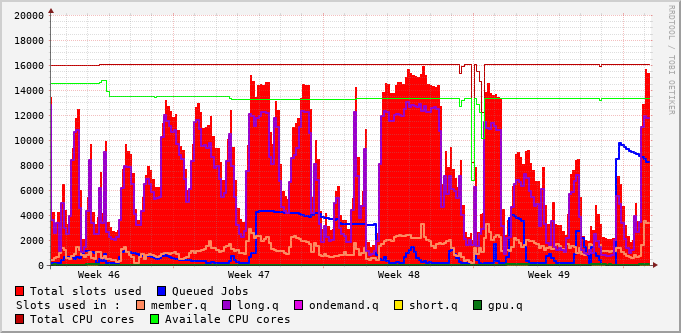 20000
18000
16000
14000
12000
10000
8000
6000
4000
2000
0
Week 46 Week 47 Week 48 Week 49
RRDTOOL / TOBI OETIKER
Total slots used Queued Jobs
Slots used in : member.q long.q ondemand.q short.q gpu.q
Total CPU cores Availale CPU cores